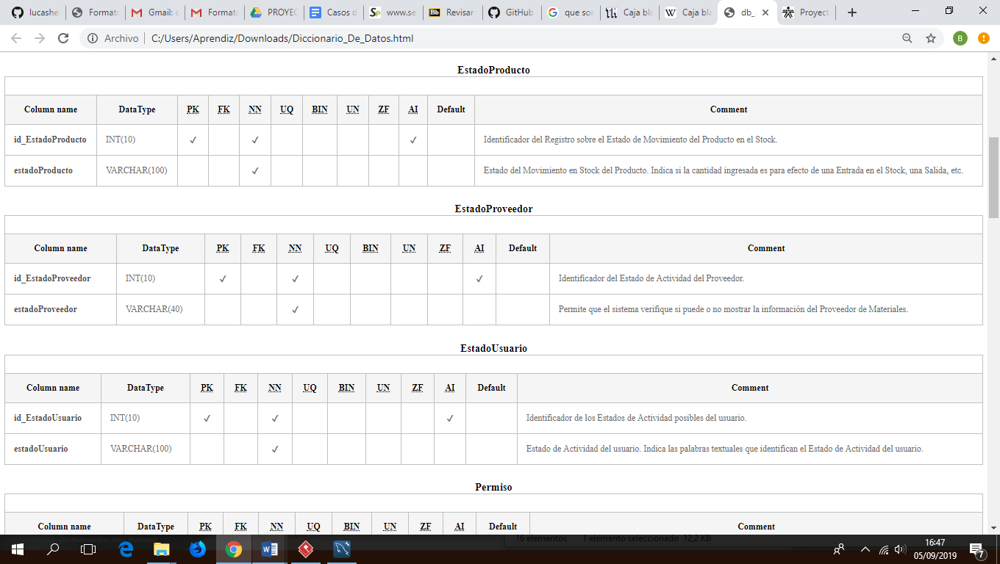 lucashe Formato Gmail: c Formato PROYEC Casos d www.se Revisar GitHub que son Caja bla Caja bla db_ Proyect
Archivo C:/Users/Aprendiz/Downloads/Diccionario_De_Datos.html B
EstadoProducto
Column name DataType PK FK NN UQ BIN UN ZF AI Default Comment
id_EstadoProducto INT(10) ✓ ✓ ✓ Identificador del Registro sobre el Estado de Movimiento del Producto en el Stock.
estadoProducto VARCHAR(100) ✓ Estado del Movimiento en Stock del Producto. Indica si la cantidad ingresada es para efecto de una Entrada en el Stock, una Salida, etc.
EstadoProveedor
Column name DataType PK FK NN UQ BIN UN ZF AI Default Comment
id_EstadoProveedor INT(10) ✓ ✓ ✓ Identificador del Estado de Actividad del Proveedor.
estadoProveedor VARCHAR(40) ✓ Permite que el sistema verifique si puede o no mostrar la información del Proveedor de Materiales.
EstadoUsuario
Column name DataType PK FK NN UQ BIN UN ZF AI Default Comment
id_EstadoUsuario INT(10) ✓ ✓ ✓ Identificador de los Estados de Actividad posibles del usuario.
estadoUsuario VARCHAR(100) ✓ Estado de Actividad del usuario. Indica las palabras textuales que identifican el Estado de Actividad del usuario.
Permiso
Column name DataType PK FK NN UQ BIN UN ZF AI Default Comment
16 elementos 1 elemento seleccionado 12,2 KB
16:47
05/09/2019
7